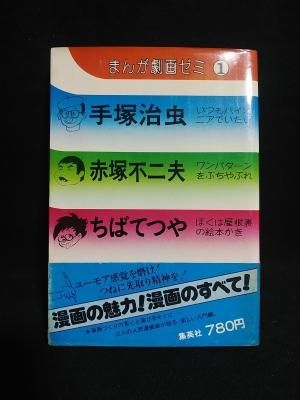 まんが劇画ゼミ 1
手塚治虫
いつもパイオ
ニアでいたい
赤塚不二夫
ワンパターン
をぶちやぶれ
ちばてつや
ぼくは屋根裏
の絵本かき
ユーモア感覚を磨け!
つねに先取り精神を!
漫画の魅力!漫画のすべて!
集英社 780円